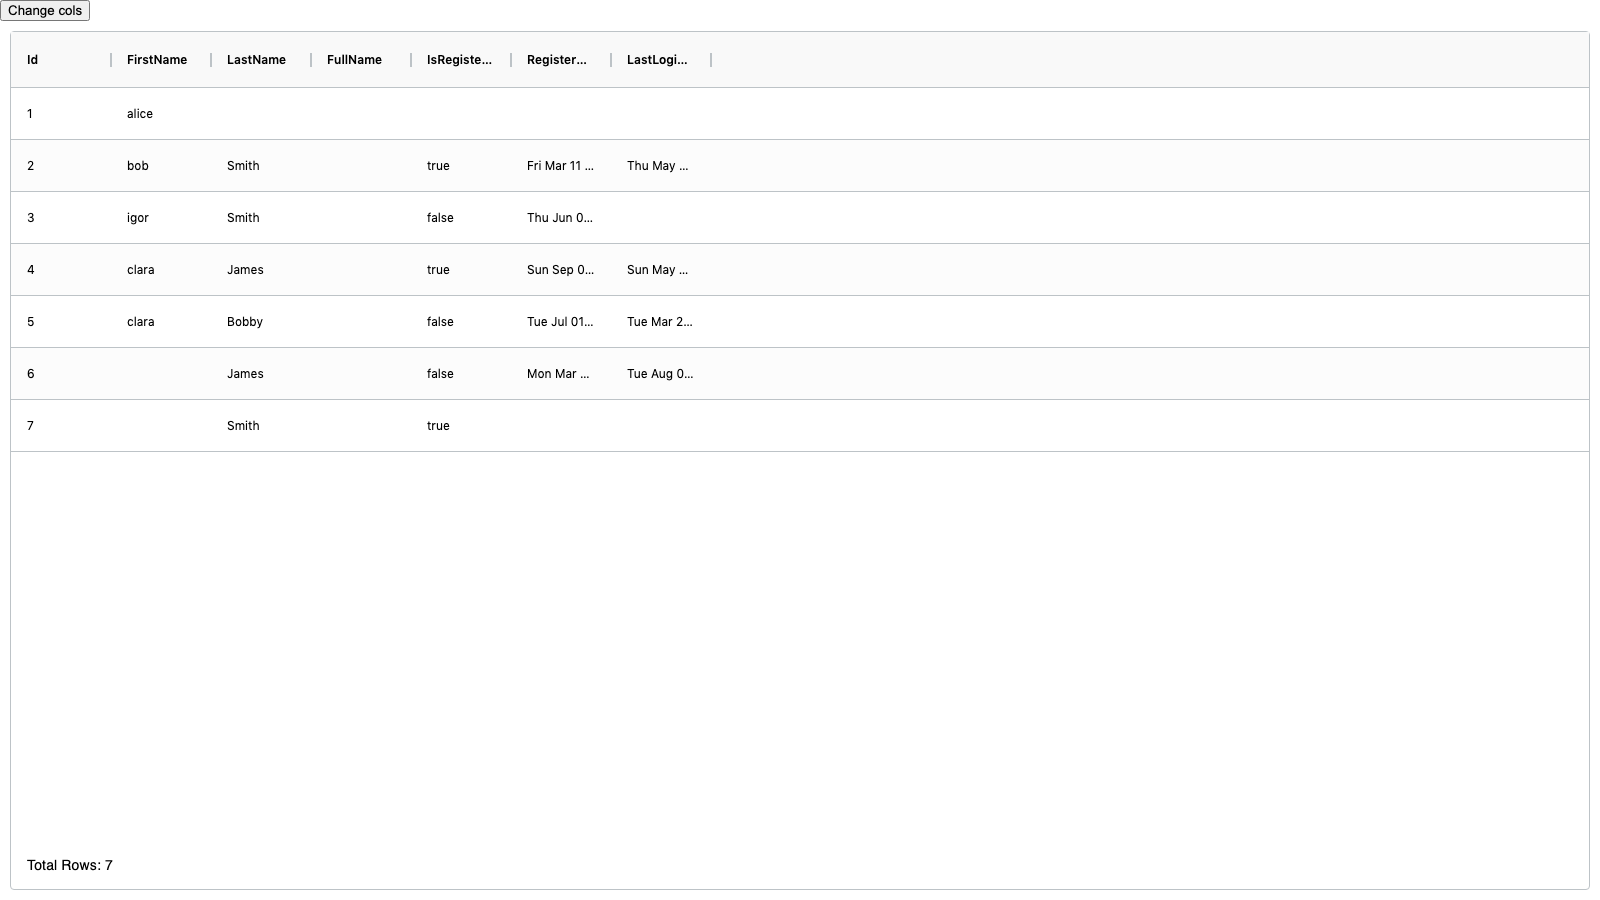 Change cols
Id FirstName LastName FullName IsRegiste... Register... LastLogi...
1 alice
2 bob Smith true Fri Mar 11 ... Thu May ...
3 igor Smith false Thu Jun 0...
4 clara James true Sun Sep 0... Sun May ...
5 clara Bobby false Tue Jul 01... Tue Mar 2...
6 James false Mon Mar ... Tue Aug 0...
7 Smith true
Total Rows: 7